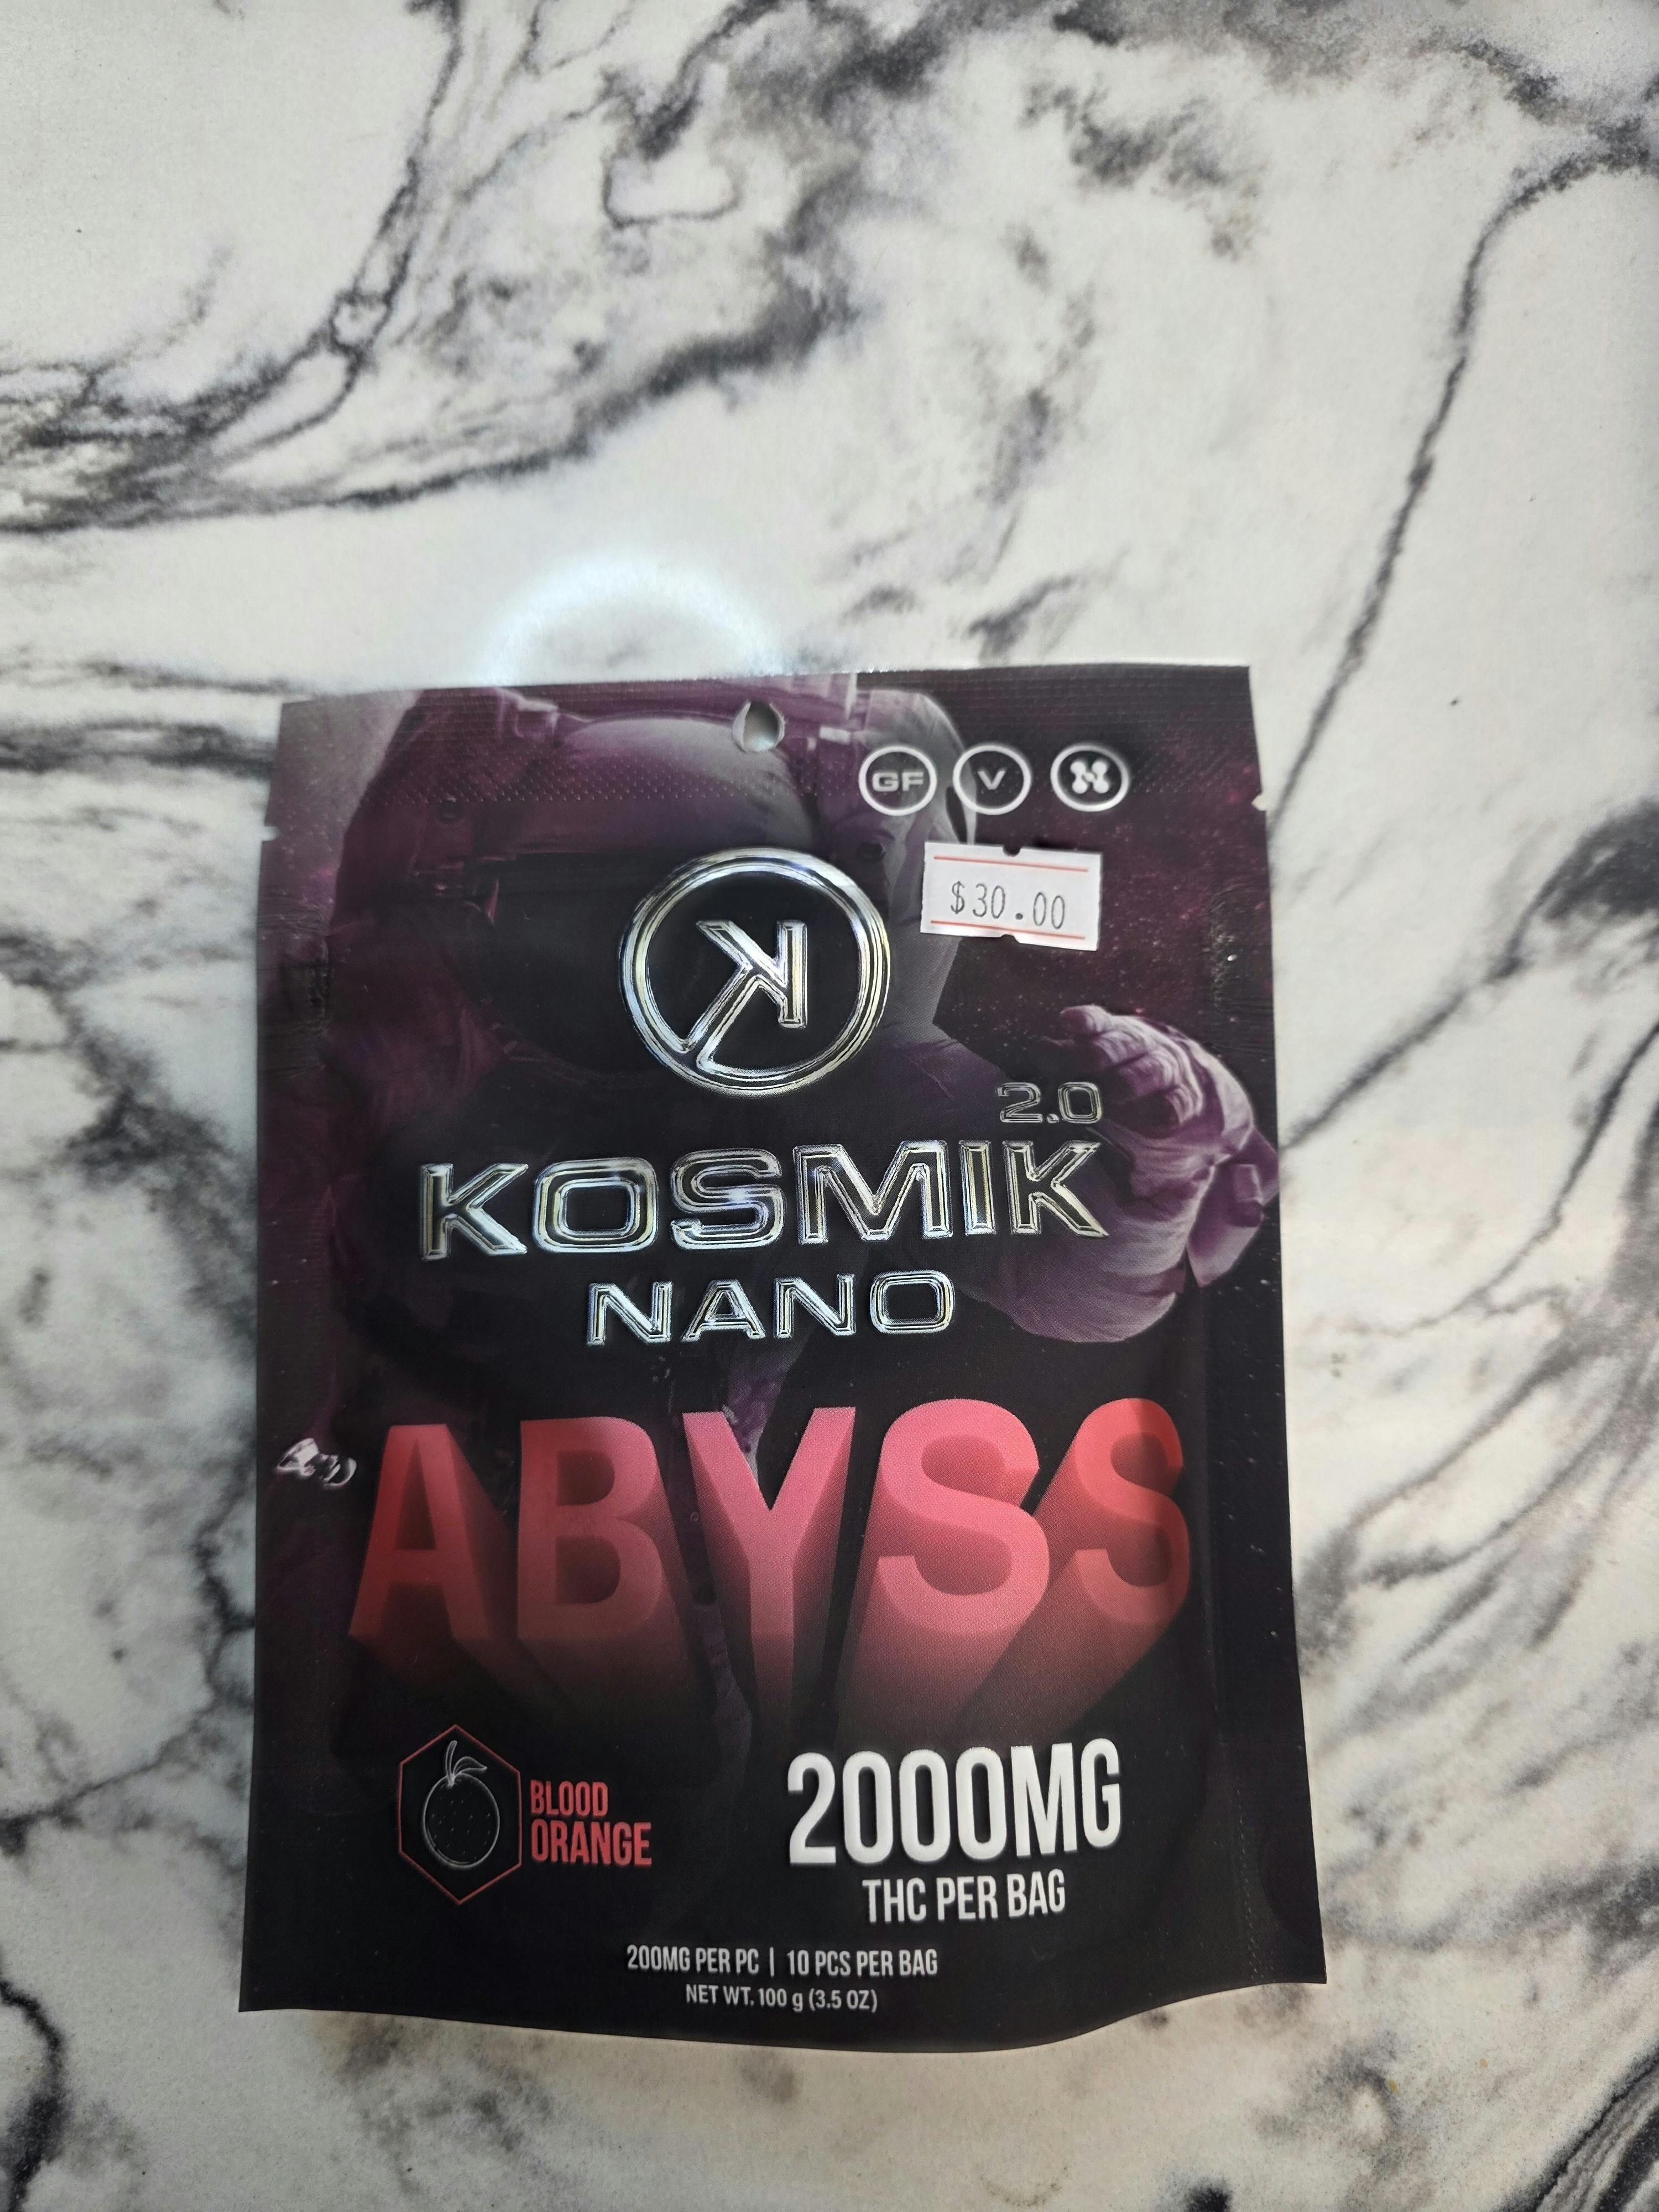 GF V
$30.00
K
2.0
KOSMIK
NANO
ABYSS
BLOOD
ORANGE
2000MG
THC PER BAG
200MG PER PC | 10 PCS PER BAG
NET WT. 100 g (3.5 OZ)